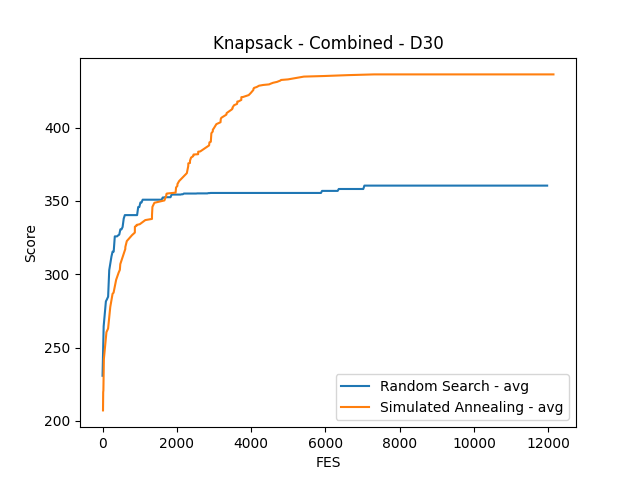 Knapsack - Combined - D30
Score
400
350
300
250
200
0 2000 4000 6000 8000 10000 12000
FES
Random Search - avg
Simulated Annealing - avg